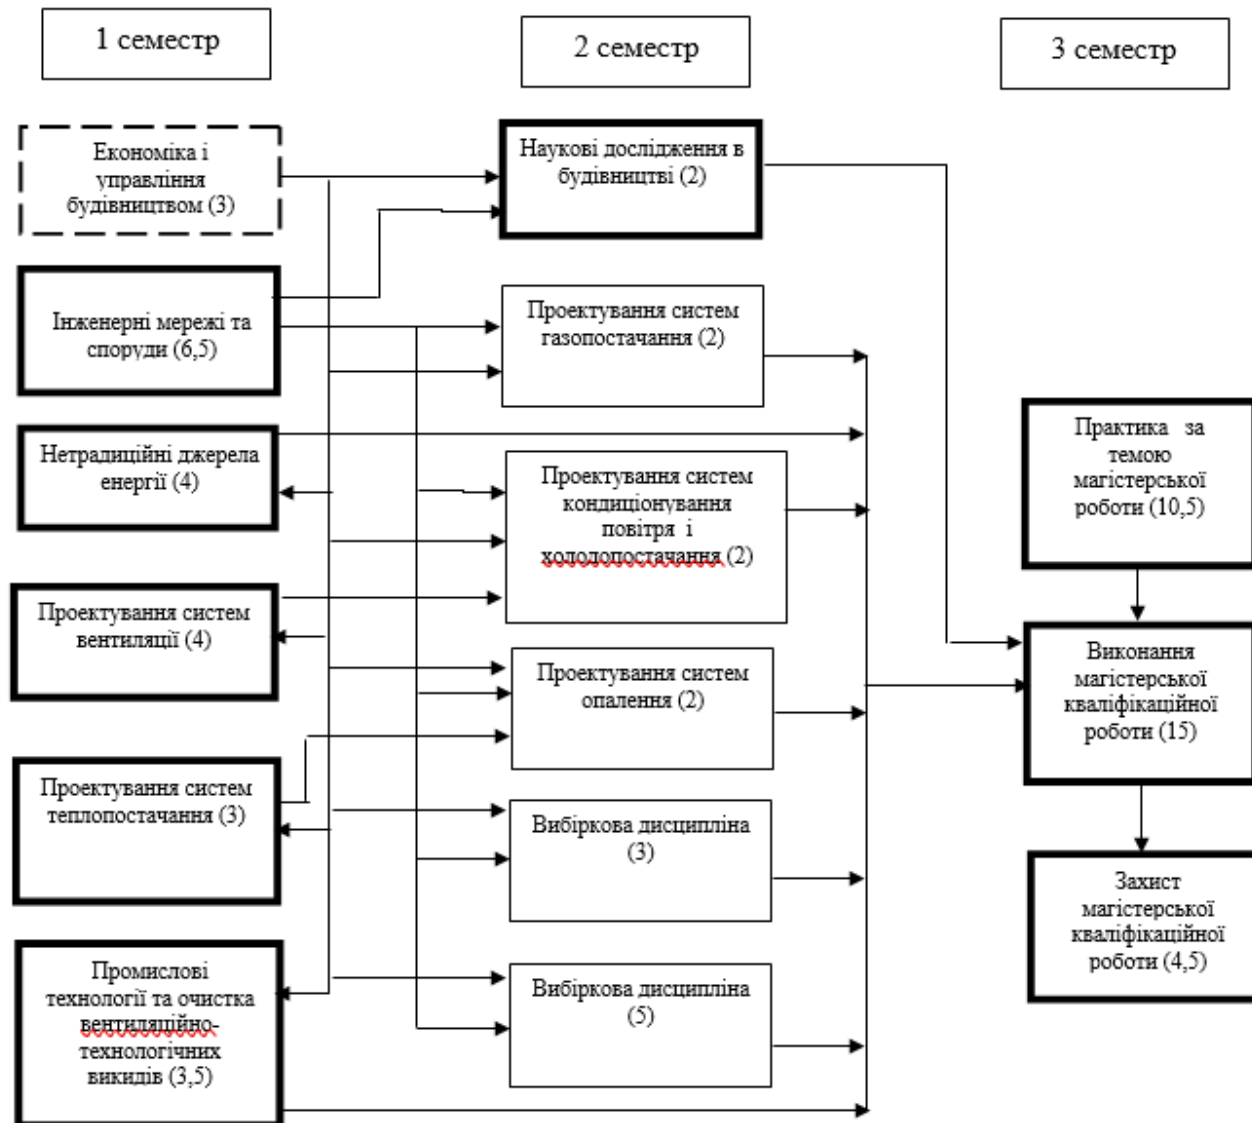 1 семестр
2 семестр
3 семестр
Економіка і
управління
будівництвом (3)
Інженерні мережі та
споруди (6,5)
Нетрадиційні джерела
енергії (4)
Проектування систем
вентиляції (4)
Проектування систем
теплопостачання (3)
Промислові
технології та очистка
вентиляційно-
технологічних
викидів (3,5)
Наукові дослідження в
будівництві (2)
Проектування систем
газопостачання (2)
Проектування систем
кондиціонування
повітря і
холодопостачання (2)
Проектування систем
опалення (2)
Вибіркова дисципліна
(3)
Вибіркова дисципліна
(5)
Практика за
темою
магістерської
роботи (10,5)
Виконання
магістерської
кваліфікаційної
роботи (15)
Захист
магістерської
кваліфікаційної
роботи (4,5)